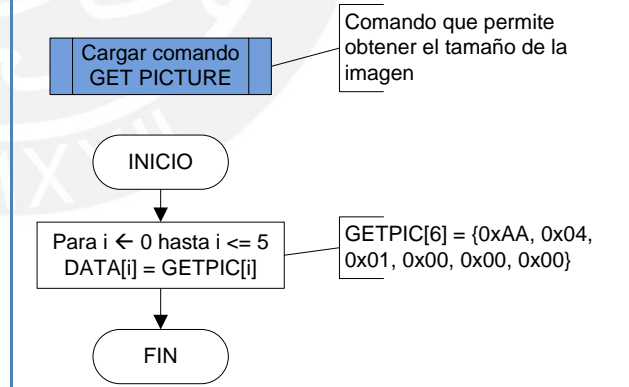 Cargar comando
GET PICTURE
Comando que permite
obtener el tamaño de la
imagen
INICIO
Para i ← 0 hasta i <= 5
DATA[i] = GETPIC[i]
GETPIC[6] = {0xAA, 0x04,
0x01, 0x00, 0x00, 0x00}
FIN